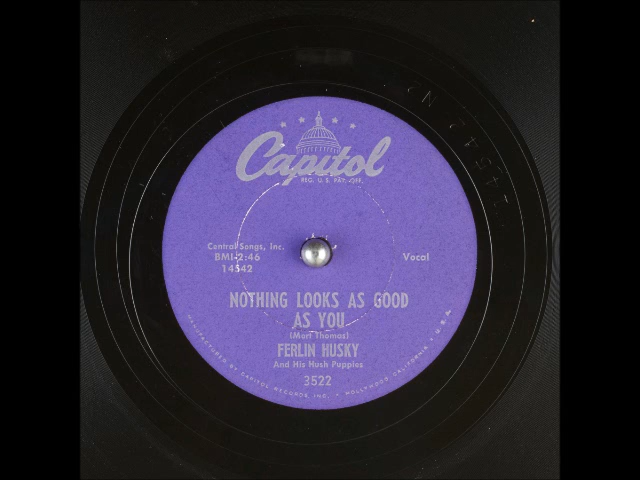 Capitol
REG. U.S. PAT. OFF.
Central Songs, Inc.
BMI-2:46
14542
Vocal
NOTHING LOOKS AS GOOD
AS YOU
(Mort Thomas)
FERLIN HUSKY
And His Hush Puppies
3522
MANUFACTURED BY CAPITOL RECORDS INC. • HOLLYWOOD, CALIFORNIA • U.S.A.